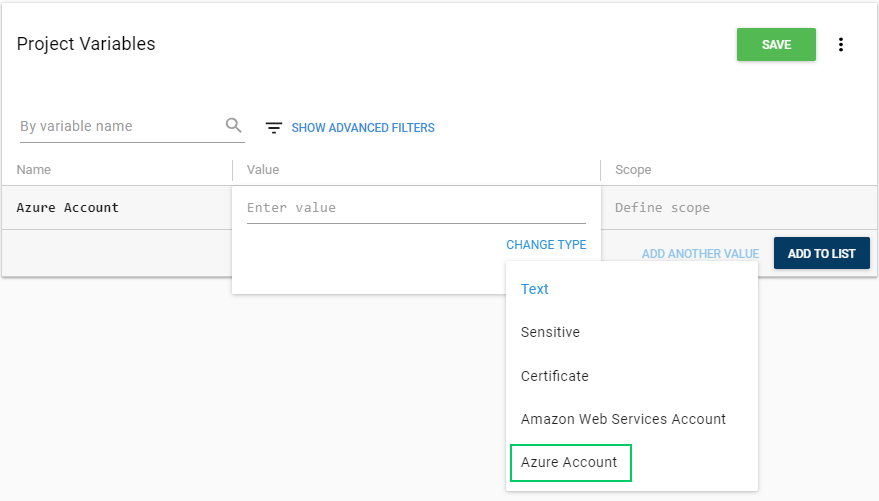 Project Variables
SAVE
By variable name
SHOW ADVANCED FILTERS
Name
Value
Scope
Azure Account
Enter value
Define scope
CHANGE TYPE
ADD ANOTHER VALUE
ADD TO LIST
Text
Sensitive
Certificate
Amazon Web Services Account
Azure Account